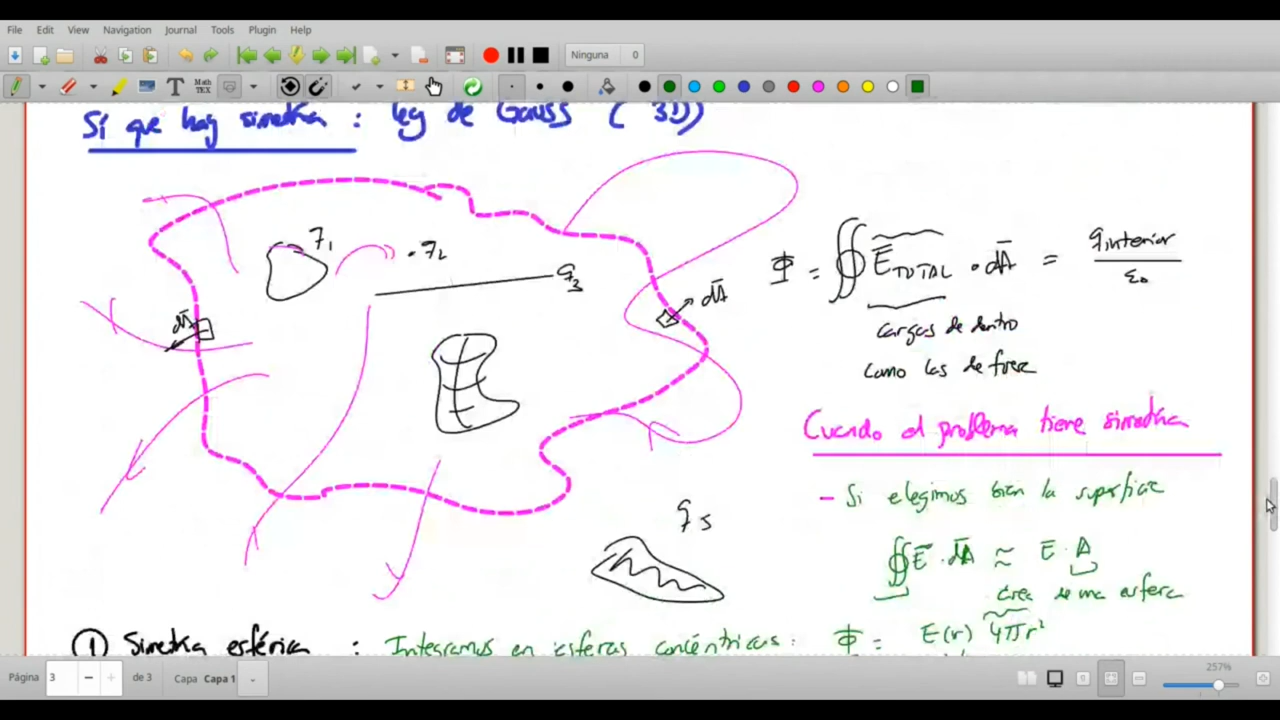 File Edit View Navigation Journal Tools Plugin Help
Ninguna 0
T Math TEX
Sí que hay simetría : ley de Gauss ( 3D)
q1
q2
q3
dA
dA
Φ = ∯ E TOTAL • dA = q interior / ε0
cargas de dentro
como las de fuera
Cuando el problema tiene simetría
- Si elegimos bien la superficie
∯ E · dA ≈ E · A
área de una esfera
q5
① Simetría esférica : Integramos en esferas concéntricas : Φ = E(r) 4πr²
Página 3 de 3 Capa Capa 1 257%